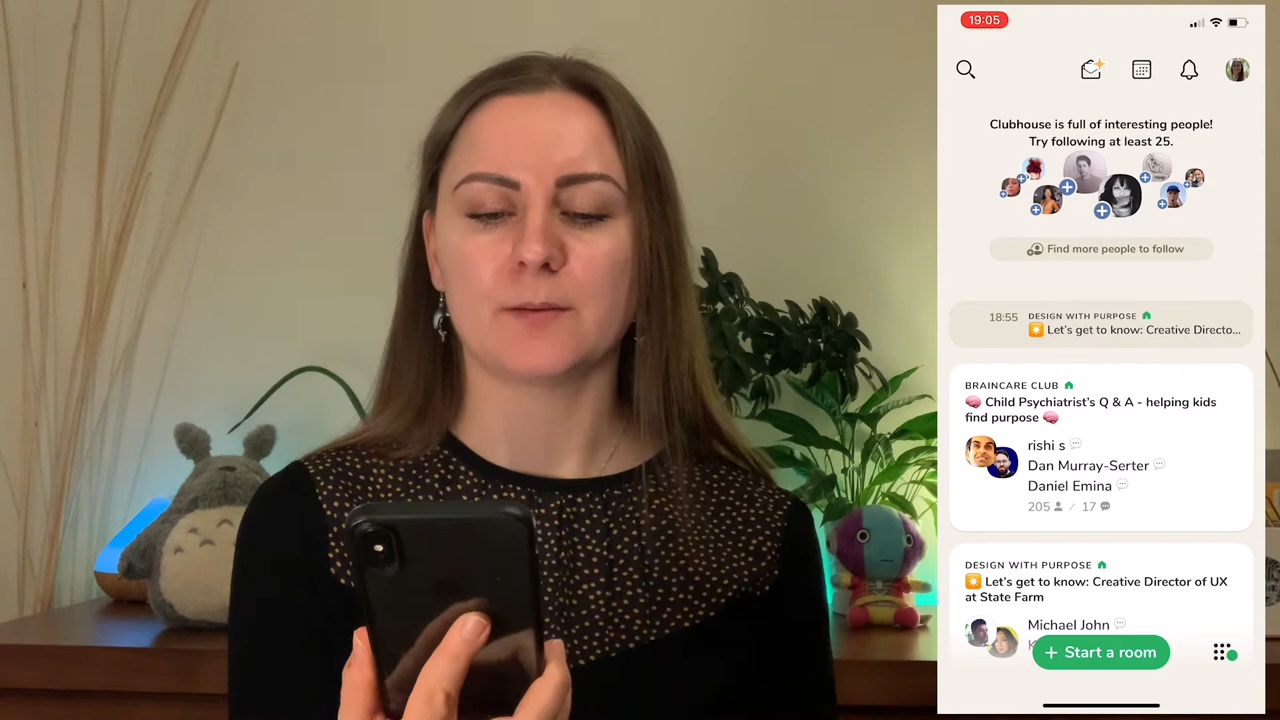 19:05
Clubhouse is full of interesting people!
Try following at least 25.
Find more people to follow
18:55 DESIGN WITH PURPOSE
Let's get to know: Creative Directo...
BRAINCARE CLUB
Child Psychiatrist's Q & A - helping kids
find purpose
rishi s
Dan Murray-Serter
Daniel Emina
205 / 17
DESIGN WITH PURPOSE
Let's get to know: Creative Director of UX
at State Farm
Michael John
+ Start a room